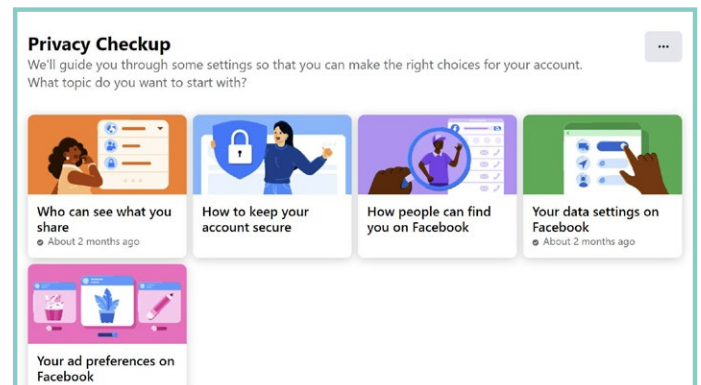 Privacy Checkup
We'll guide you through some settings so that you can make the right choices for your account.
What topic do you want to start with?
Who can see what you
share
About 2 months ago
How to keep your
account secure
How people can find
you on Facebook
Your data settings on
Facebook
About 2 months ago
Your ad preferences on
Facebook